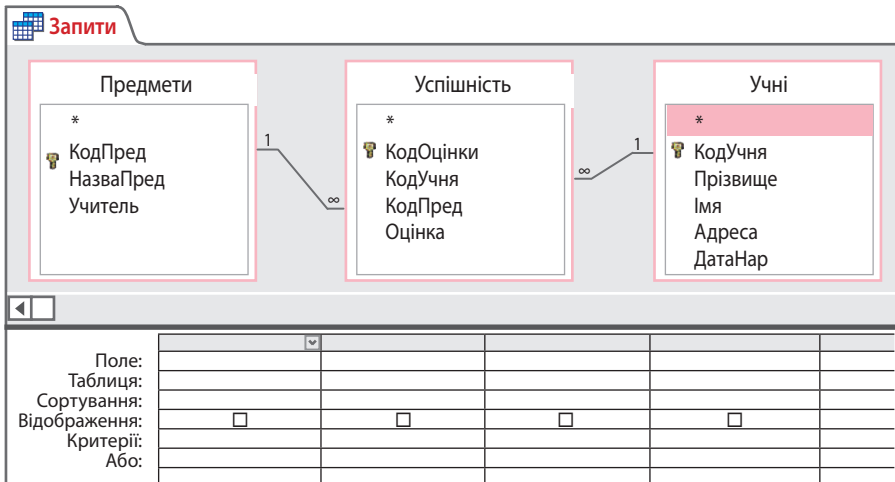 Запити
Предмети
*
КодПред
НазваПред
Учитель
1
∞
Успішність
*
КодОцінки
КодУчня
КодПред
Оцінка
∞
1
Учні
*
КодУчня
Прізвище
Імя
Адреса
ДатаНар
Поле:
Таблиця:
Сортування:
Відображення:
Критерії:
Або: